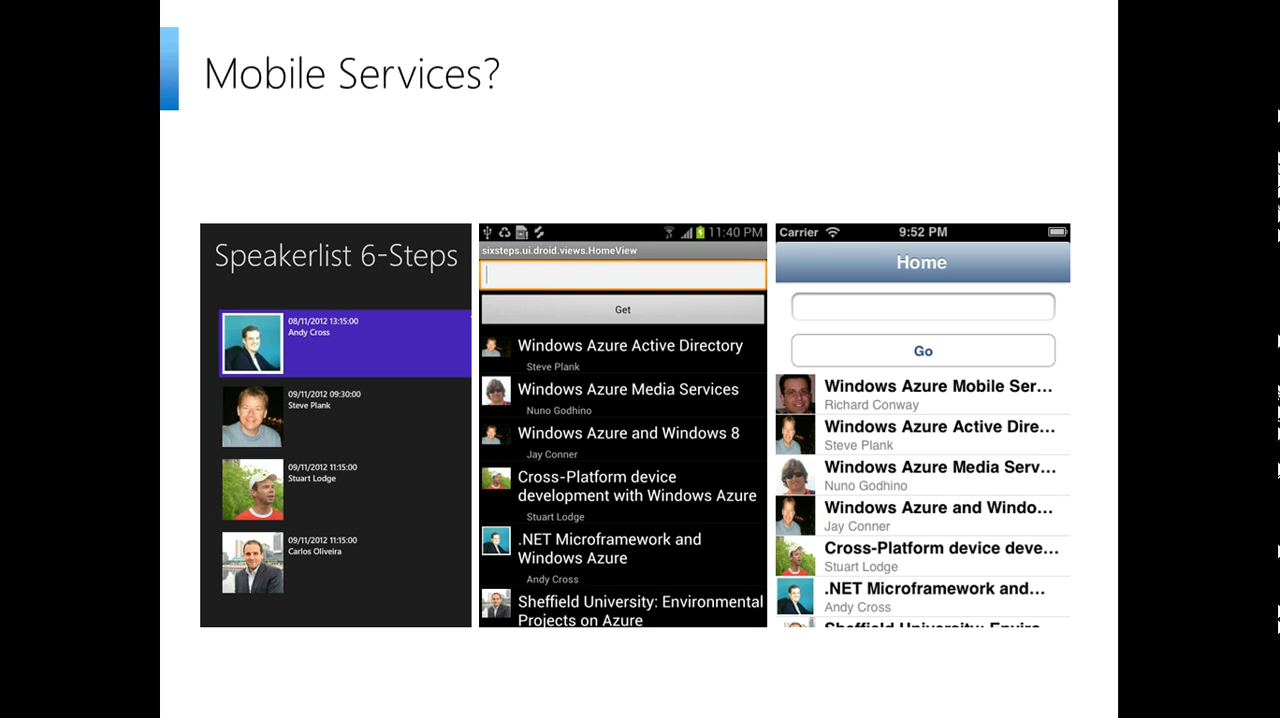 Mobile Services?
Speakerlist 6-Steps
08/11/2012 13:15:00
Andy Cross
09/11/2012 09:30:00
Steve Plank
09/11/2012 11:15:00
Stuart Lodge
09/11/2012 11:15:00
Carlos Oliveira
11:40 PM
sixsteps.ui.droid.views.HomeView
Get
Windows Azure Active Directory
Steve Plank
Windows Azure Media Services
Nuno Godhino
Windows Azure and Windows 8
Jay Conner
Cross-Platform device
development with Windows Azure
Stuart Lodge
.NET Microframework and
Windows Azure
Andy Cross
Sheffield University: Environmental
Projects on Azure
Carrier 9:52 PM
Home
Go
Windows Azure Mobile Ser...
Richard Conway
Windows Azure Active Dire...
Steve Plank
Windows Azure Media Serv...
Nuno Godhino
Windows Azure and Windo...
Jay Conner
Cross-Platform device deve...
Stuart Lodge
.NET Microframework and...
Andy Cross
Sheffield University: Enviro...